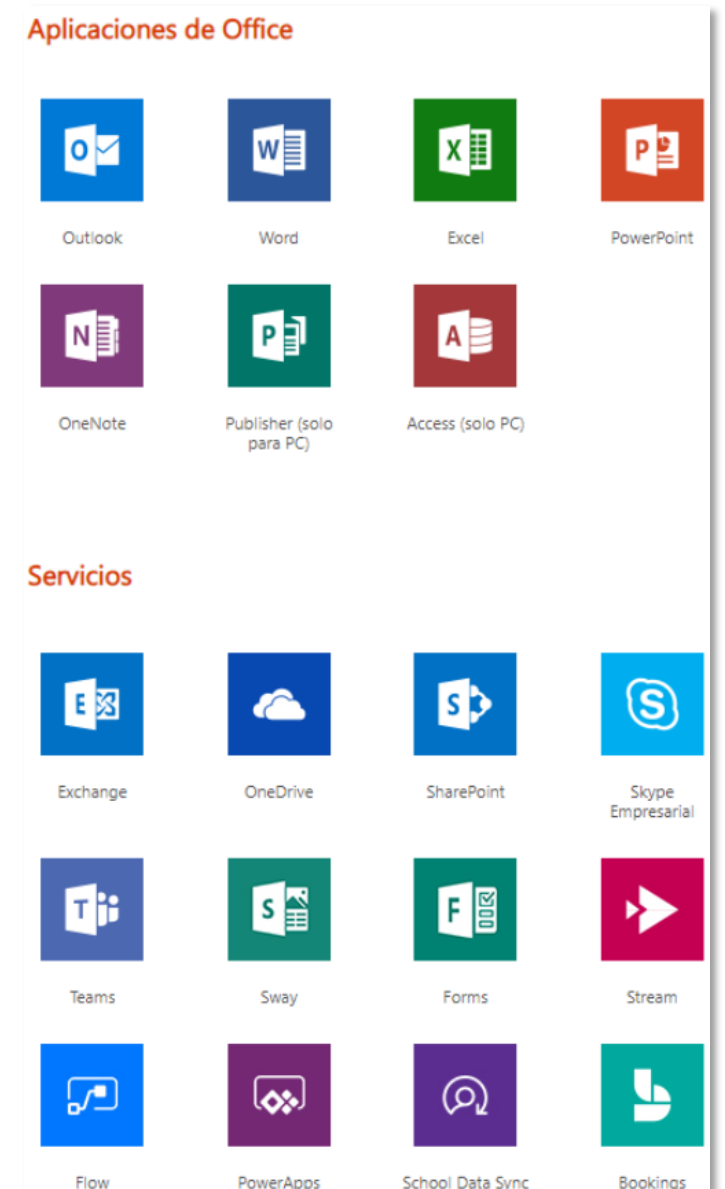 Aplicaciones de Office
O W X P
Outlook Word Excel PowerPoint
N P A
OneNote Publisher (solo Access (solo PC)
para PC)
Servicios
E S S
Exchange OneDrive SharePoint Skype
Empresarial
T S F
Teams Sway Forms Stream
Flow PowerApps School Data Sync Bookings